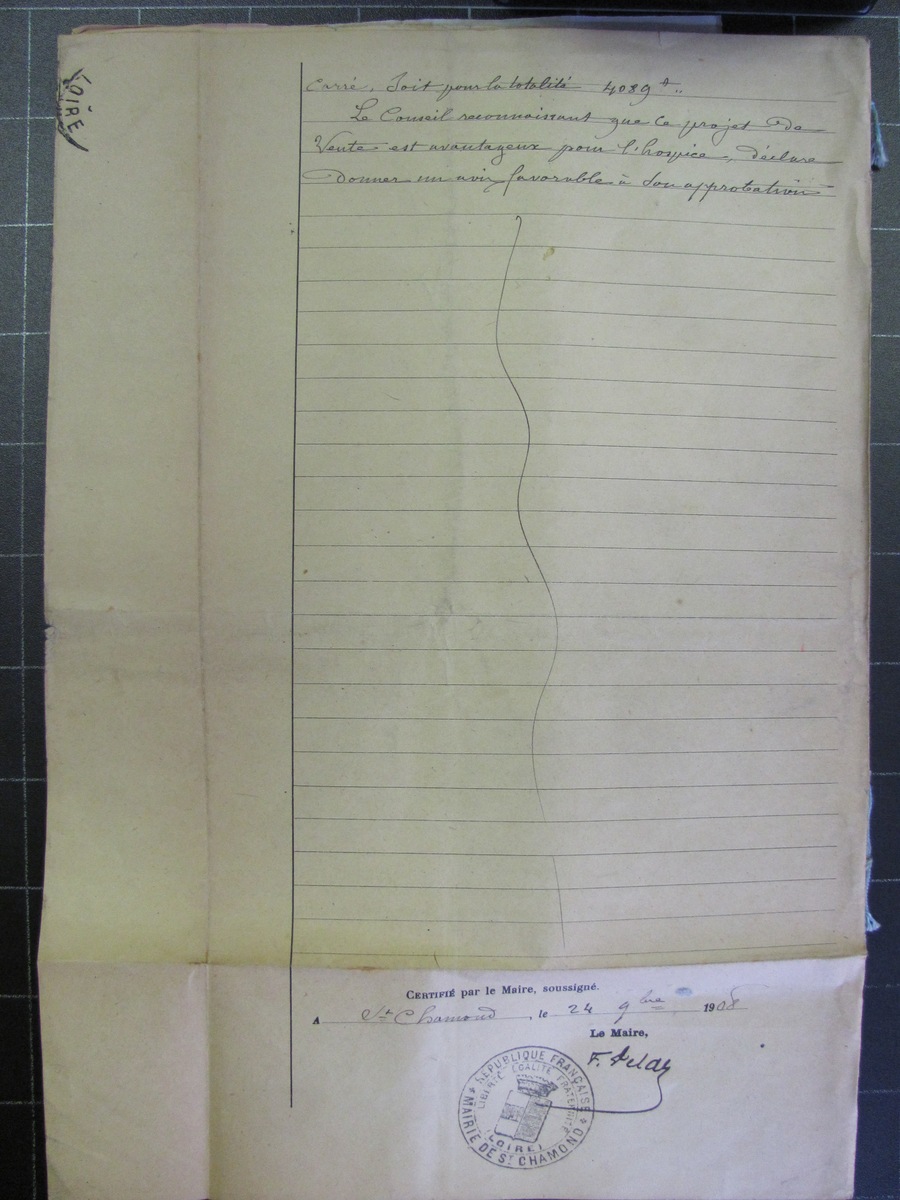 LOIRE
Carré, soit pour la totalité 4089 f "
Le Conseil reconnaissant que ce projet de
Vente est avantageux pour l'hospice, déclare
Donner un avis favorable à son approbation
CERTIFIÉ par le Maire, soussigné.
A St Chamond, le 24 9bre 1908
Le Maire,
RÉPUBLIQUE FRANÇAISE
LIBERTÉ EGALITÉ FRATERNITÉ
(LOIRE)
MAIRIE DE ST CHAMOND